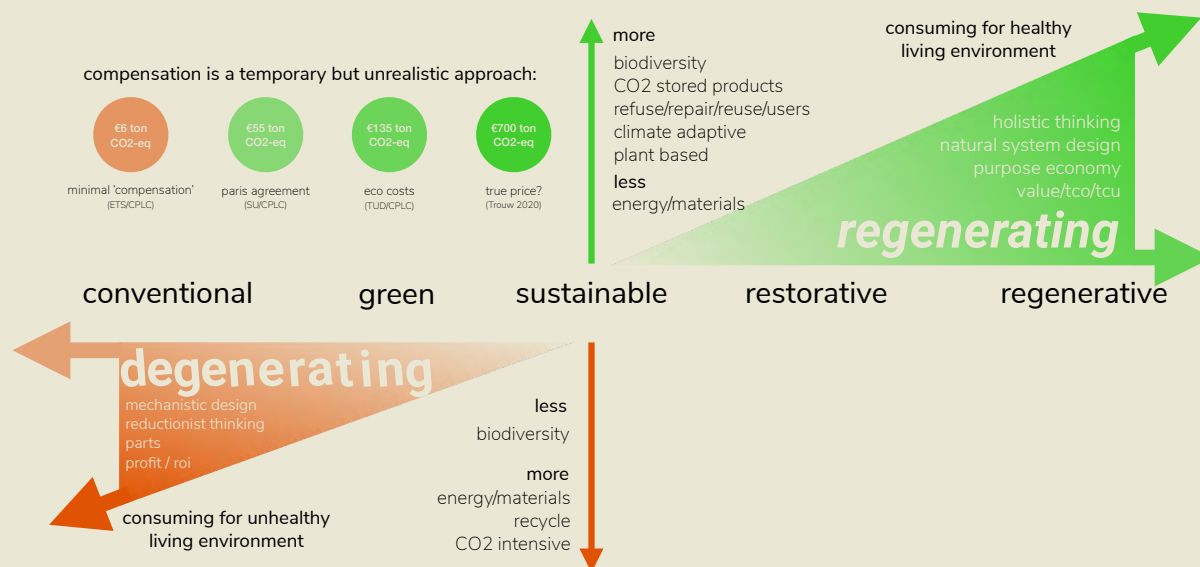 compensation is a temporary but unrealistic approach:
€6 ton
CO2-eq
€55 ton
CO2-eq
€135 ton
CO2-eq
€700 ton
CO2-eq
minimal 'compensation'
(ETS/CPLC)
paris agreement
(SU/CPLC)
eco costs
(TUD/CPLC)
true price?
(Trouw 2020)
more
biodiversity
CO2 stored products
refuse/repair/reuse/users
climate adaptive
plant based
less
energy/materials
consuming for healthy
living environment
holistic thinking
natural system design
purpose economy
value/tco/tcu
regenerating
conventional
green
sustainable
restorative
regenerative
degenerating
mechanistic design
reductionist thinking
parts
profit / roi
consuming for unhealthy
living environment
less
biodiversity
more
energy/materials
recycle
CO2 intensive